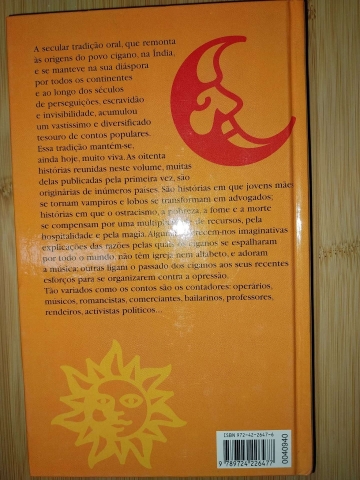 A secular tradição oral, que remonta
às origens do povo cigano, na Índia,
e se manteve na sua diáspora
por todos os continentes
e ao longo dos séculos
de perseguições, escravidão
e invisibilidade, acumulou
um vastíssimo e diversificado
tesouro de contos populares.
Essa tradição mantém-se,
ainda hoje, muito viva. As oitenta
histórias reunidas neste volume, muitas
delas publicadas pela primeira vez, são
originárias de inúmeros países. São histórias em que jovens mães
se tornam vampiros e lobos se transformam em advogados;
histórias em que o ostracismo, a pobreza, a fome e a morte
se compensam por uma de recursos, pela
hospitalidade e pela magia. imaginativas
explicações das razões pelas quais os ciganos se espalharam
por todo o mundo, não têm igreja nem alfabeto, e adoram
a música; outras ligam o passado dos ciganos aos seus recentes
esforços para se organizarem contra a opressão.
Tão variados como os contos são os contadores: operários,
músicos, romancistas, comerciantes, bailarinos, professores,
rendeiros, activistas políticos...
ISBN 972-42-2647-6
9 789724 226477
0040940